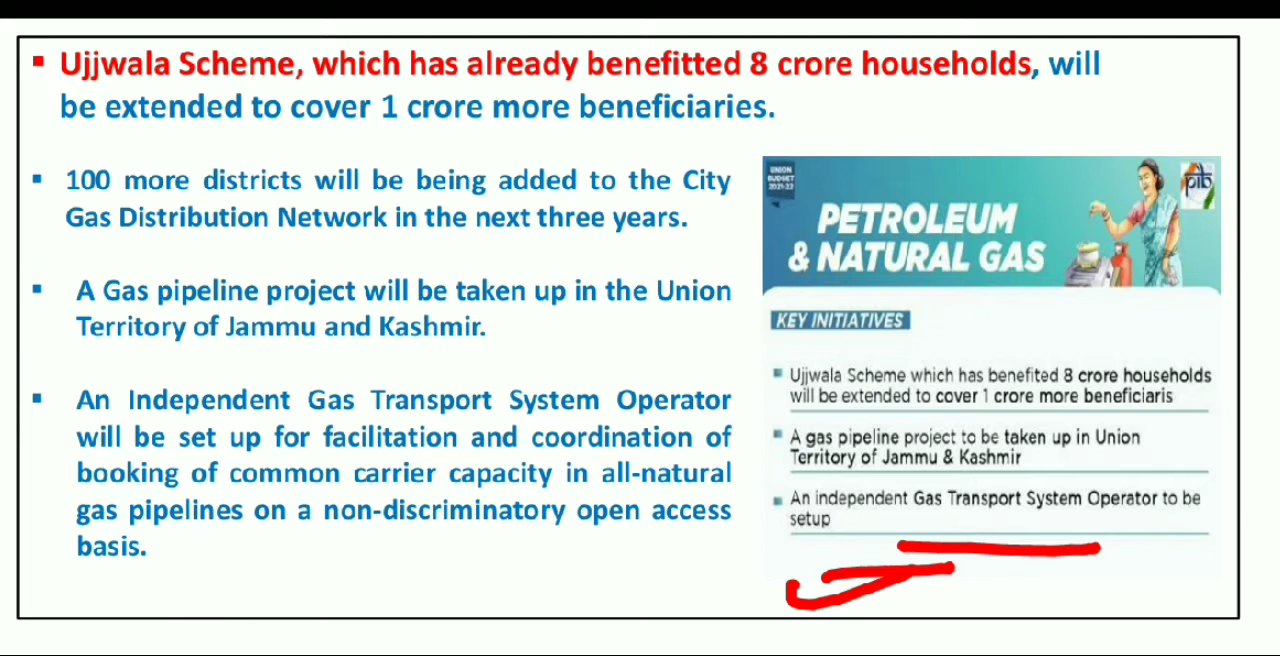 Ujjwala Scheme, which has already benefitted 8 crore households, will
be extended to cover 1 crore more beneficiaries.
100 more districts will be being added to the City
Gas Distribution Network in the next three years.
A Gas pipeline project will be taken up in the Union
Territory of Jammu and Kashmir.
An Independent Gas Transport System Operator
will be set up for facilitation and coordination of
booking of common carrier capacity in all-natural
gas pipelines on a non-discriminatory open access
basis.
UNION
BUDGET
2021-22
pib
PETROLEUM
& NATURAL GAS
KEY INITIATIVES
Ujjwala Scheme which has benefited 8 crore households
will be extended to cover 1 crore more beneficiaris
A gas pipeline project to be taken up in Union
Territory of Jammu & Kashmir
An independent Gas Transport System Operator to be
setup